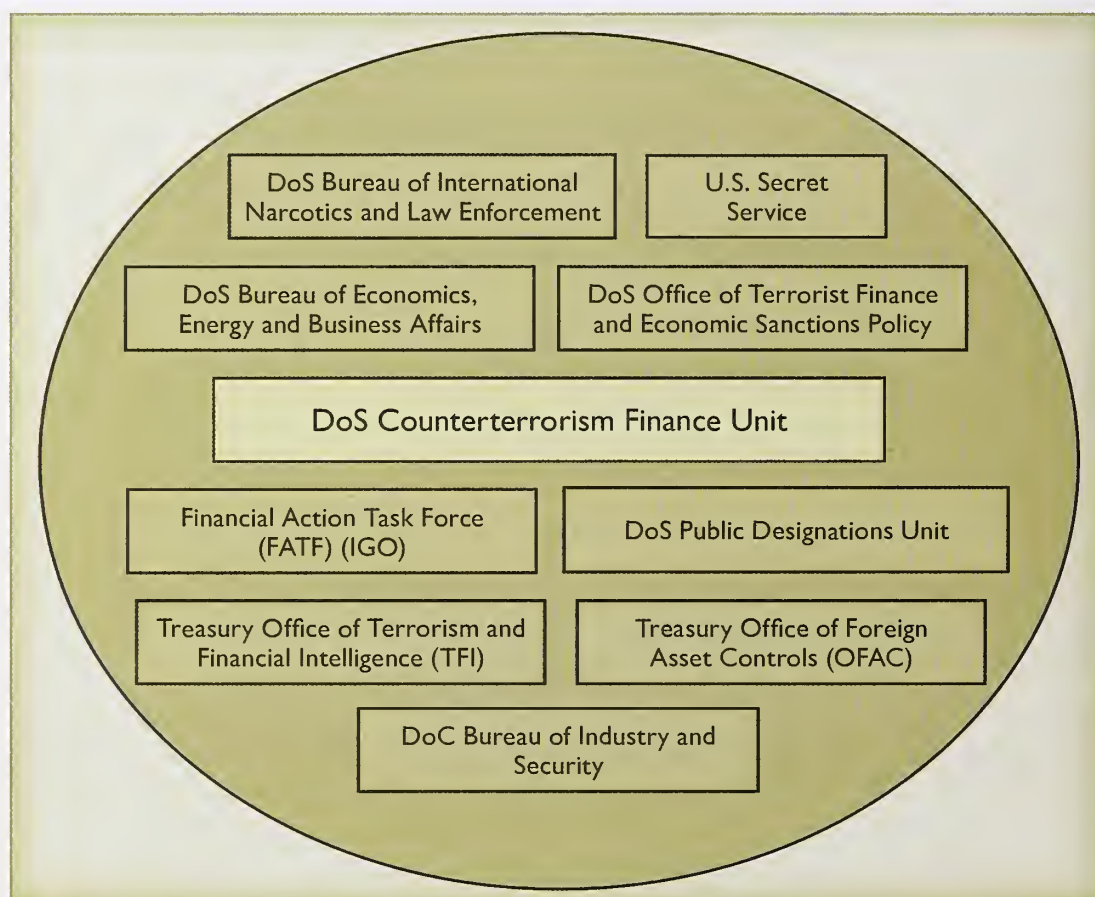 DoS Bureau of International
Narcotics and Law Enforcement
U.S. Secret
Service
DoS Bureau of Economics,
Energy and Business Affairs
DoS Office of Terrorist Finance
and Economic Sanctions Policy
DoS Counterterrorism Finance Unit
Financial Action Task Force
(FATF) (IGO)
DoS Public Designations Unit
Treasury Office of Terrorism and
Financial Intelligence (TFI)
Treasury Office of Foreign
Asset Controls (OFAC)
DoC Bureau of Industry and
Security